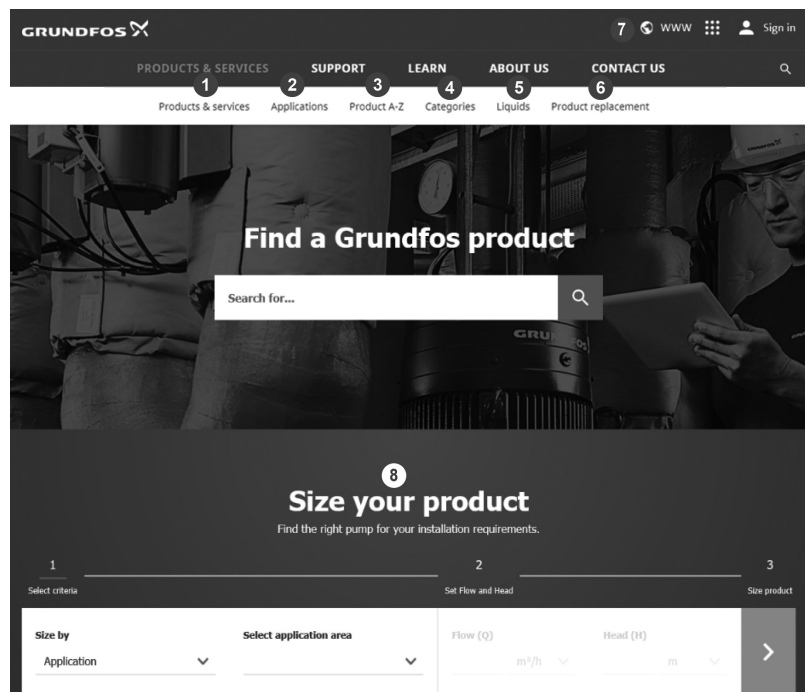 GRUNDFOS
7 WWW Sign in
PRODUCTS & SERVICES SUPPORT LEARN ABOUT US CONTACT US
1 2 3 4 5 6
Products & services Applications Product A-Z Categories Liquids Product replacement
Find a Grundfos product
Search for...
GRUNDFOS
8
Size your product
Find the right pump for your installation requirements.
1 2 3
Select criteria Set Flow and Head Size product
Size by Select application area Flow (Q) Head (H)
Application m³/h m